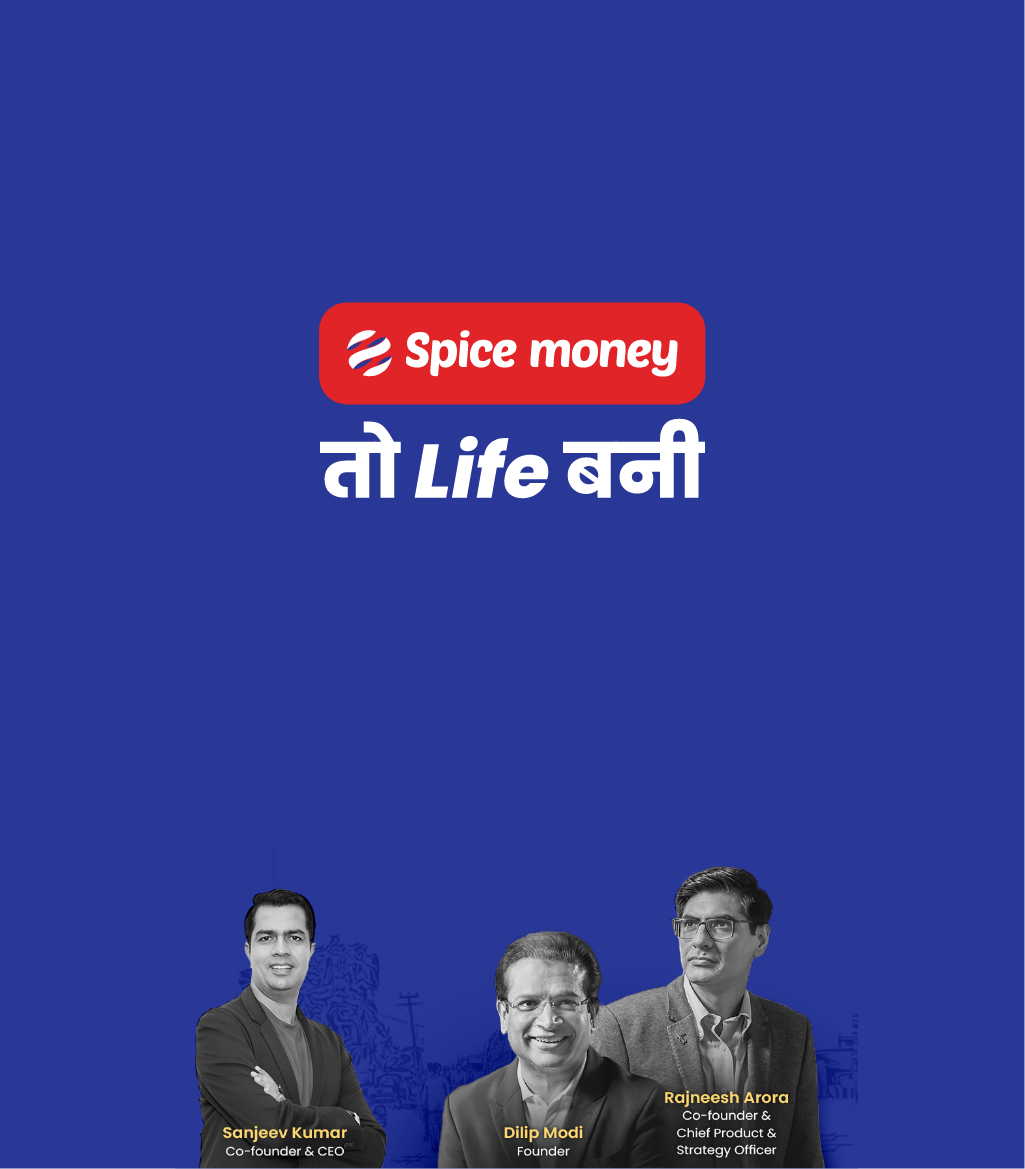 Spice money
तो Life बनी
Sanjeev Kumar
Co-founder & CEO
Dilip Modi
Founder
Rajneesh Arora
Co-founder &
Chief Product &
Strategy Officer